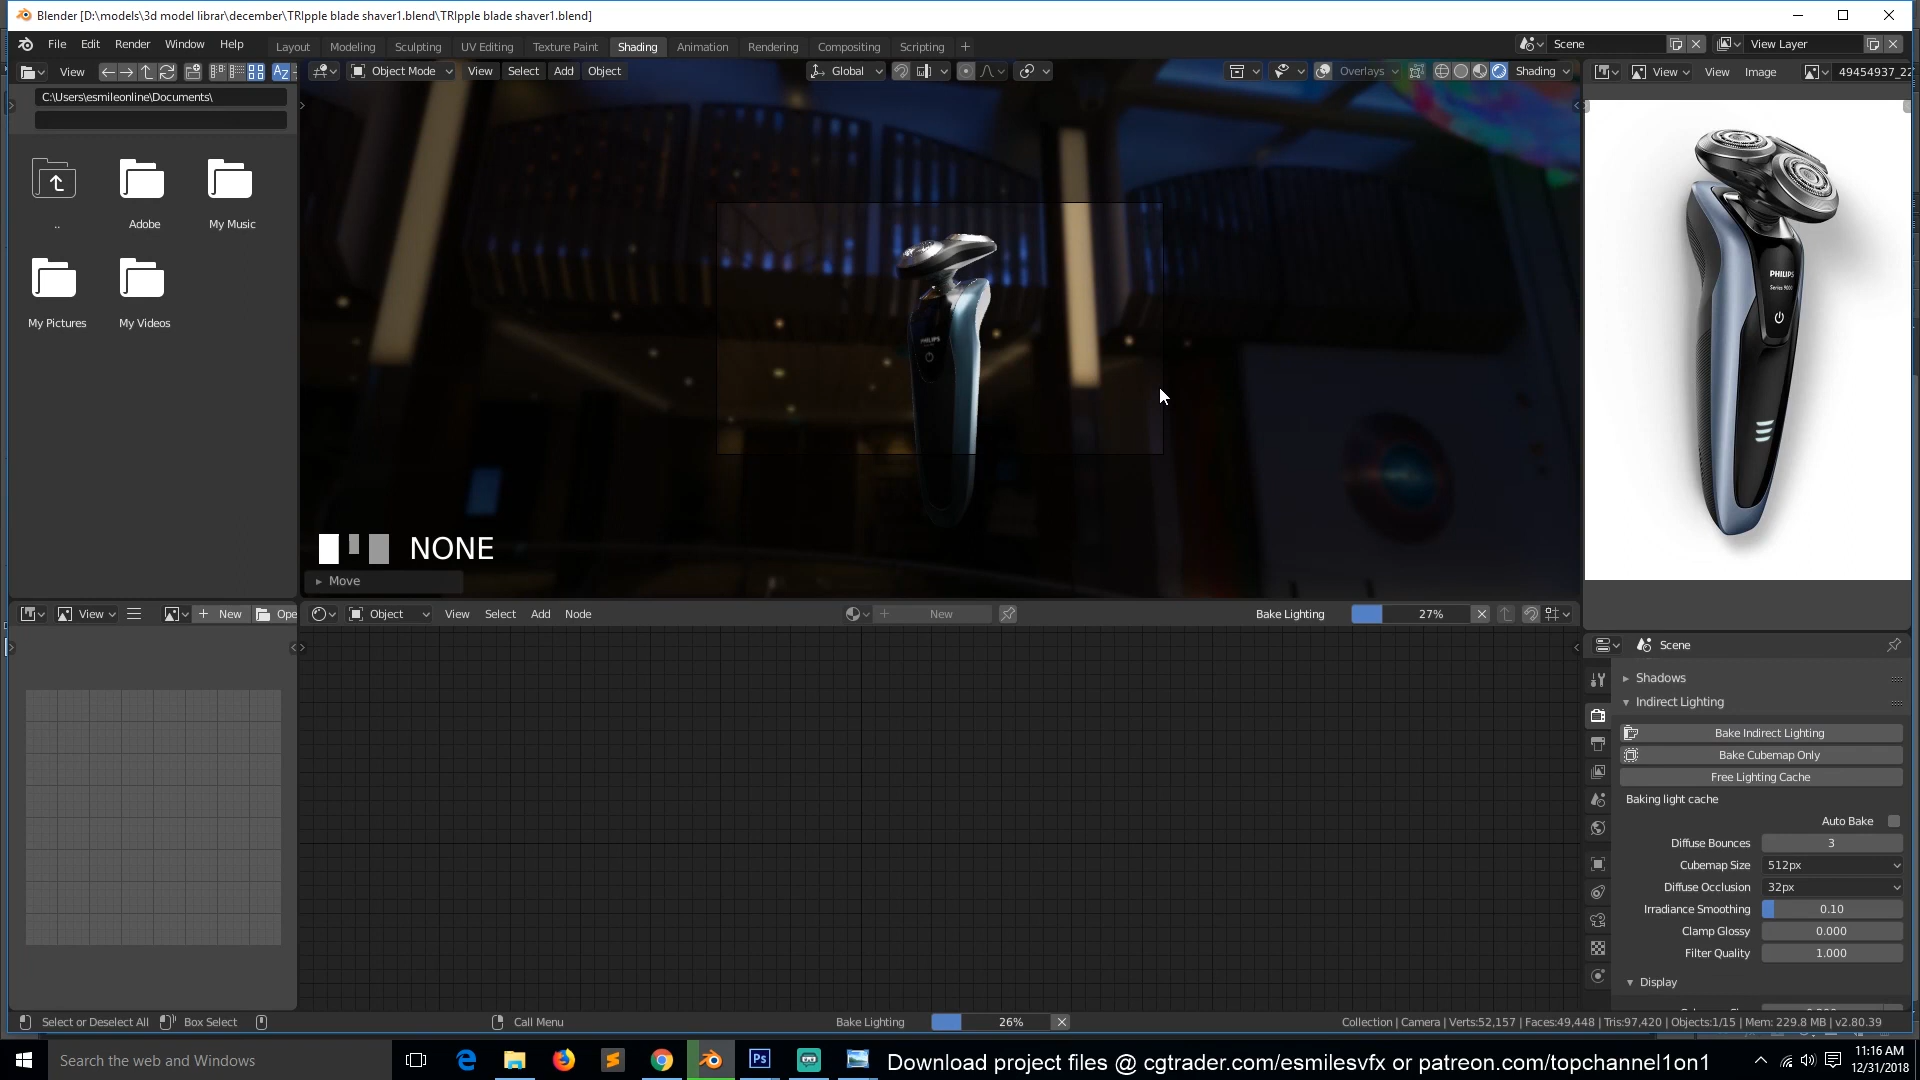 Blender [D:\models\3d model librar\december\TRIpple blade shaver1.blend\TRIpple blade shaver1.blend]
File Edit Render Window Help
Layout Modeling Sculpting UV Editing Texture Paint Shading Animation Rendering Compositing Scripting +
Scene
View Layer
View
Object Mode View Select Add Object
Global
Overlays
Shading
View View Image
49454937_22
C:\Users\esmileonline\Documents\
..
Adobe
My Music
My Pictures
My Videos
PHILIPS
PHILIPS
Series 9000
NONE
Move
View
New
Ope
Object View Select Add Node
New
Bake Lighting 27%
Scene
Shadows
Indirect Lighting
Bake Indirect Lighting
Bake Cubemap Only
Free Lighting Cache
Baking light cache
Auto Bake
Diffuse Bounces 3
Cubemap Size 512px
Diffuse Occlusion 32px
Irradiance Smoothing 0.10
Clamp Glossy 0.000
Filter Quality 1.000
Display
Select or Deselect All Box Select Call Menu Bake Lighting 26%
Collection | Camera | Verts:52,157 | Faces:49,448 | Tris:97,420 | Objects:1/15 | Mem: 229.8 MB | v2.80.39
Search the web and Windows
Ps
Download project files @ cgtrader.com/esmilesvfx or patreon.com/topchannel1on1
11:16 AM
12/31/2018